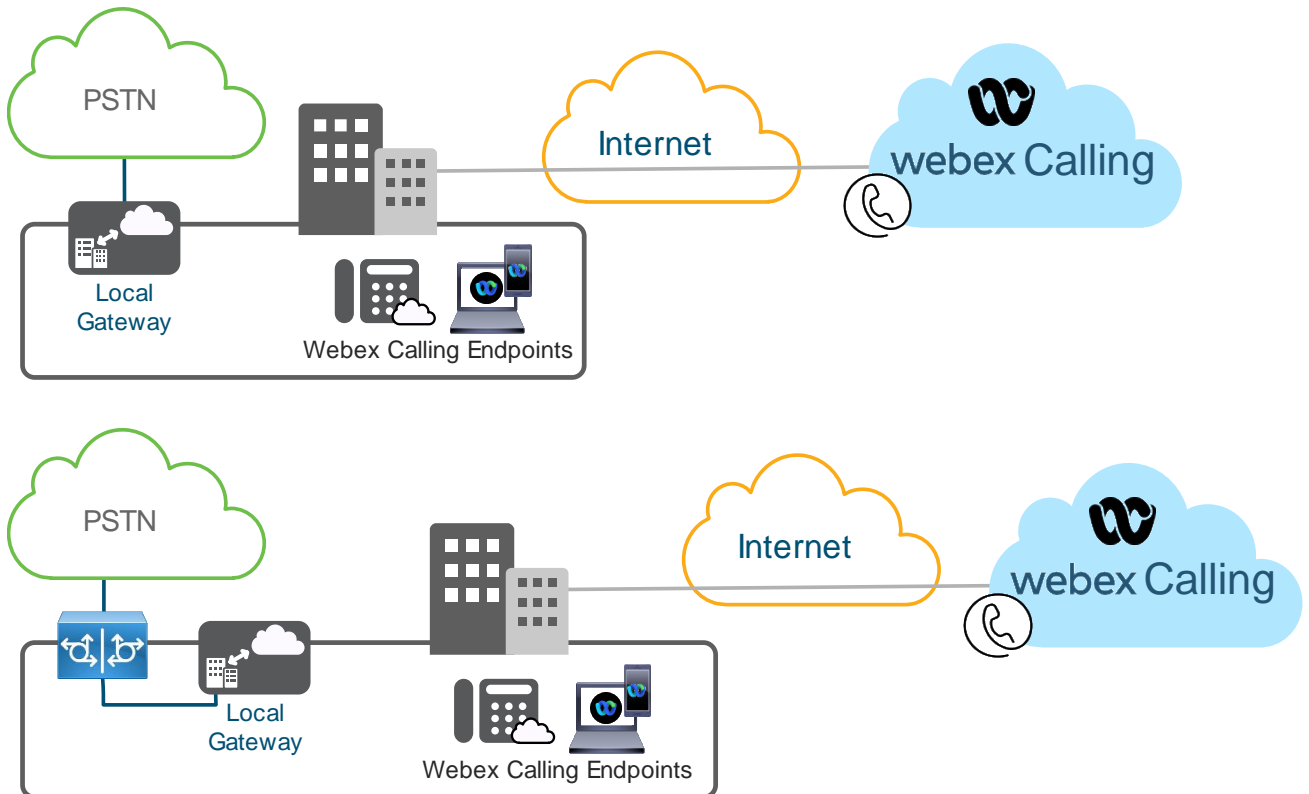 PSTN
Internet
webex Calling
Local
Gateway
Webex Calling Endpoints
PSTN
Internet
webex Calling
Local
Gateway
Webex Calling Endpoints